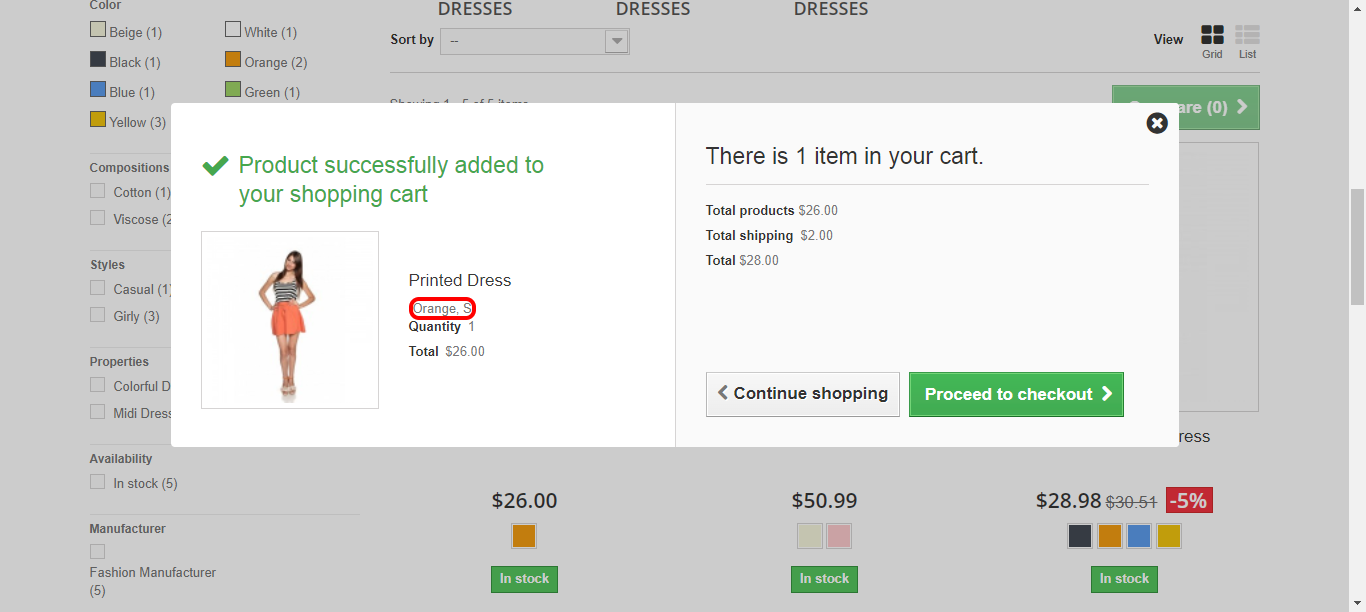 Color
Beige (1)
White (1)
Black (1)
Orange (2)
Blue (1)
Green (1)
Yellow (3)
Compositions
Cotton (1)
Viscose (2
Styles
Casual (1)
Girly (3)
Properties
Colorful D
Midi Dress
Availability
In stock (5)
Manufacturer
Fashion Manufacturer
(5)
DRESSES
DRESSES
DRESSES
Sort by
--
View
Grid
List
Showing 1 - 5 of 5 items
are (0)
Product successfully added to
your shopping cart
Printed Dress
Orange, S
Quantity 1
Total $26.00
There is 1 item in your cart.
Total products $26.00
Total shipping $2.00
Total $28.00
Continue shopping
Proceed to checkout
ress
$26.00
$50.99
$28.98 $30.51 -5%
In stock
In stock
In stock